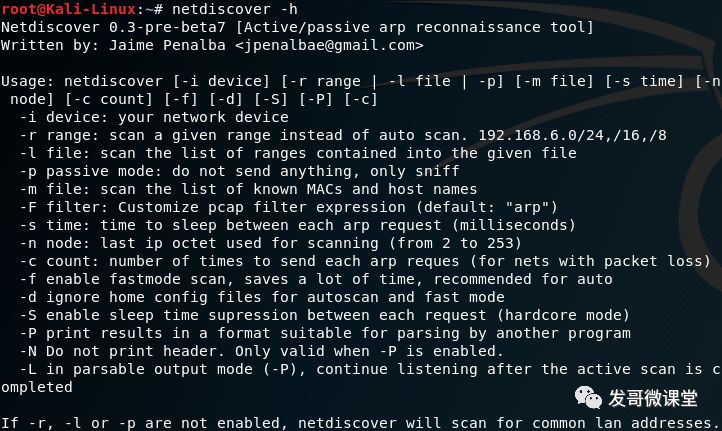 root@Kali-Linux:~# netdiscover -h
Netdiscover 0.3-pre-beta7 [Active/passive arp reconnaissance tool]
Written by: Jaime Penalba <jpenalbae@gmail.com>
Usage: netdiscover [-i device] [-r range | -l file | -p] [-m file] [-s time] [-n
 node] [-c count] [-f] [-d] [-S] [-P] [-c]
  -i device: your network device
  -r range: scan a given range instead of auto scan. 192.168.6.0/24,/16,/8
  -l file: scan the list of ranges contained into the given file
  -p passive mode: do not send anything, only sniff
  -m file: scan the list of known MACs and host names
  -F filter: Customize pcap filter expression (default: "arp")
  -s time: time to sleep between each arp request (milliseconds)
  -n node: last ip octet used for scanning (from 2 to 253)
  -c count: number of times to send each arp reques (for nets with packet loss)
  -f enable fastmode scan, saves a lot of time, recommended for auto
  -d ignore home config files for autoscan and fast mode
  -S enable sleep time supression between each request (hardcore mode)
  -P print results in a format suitable for parsing by another program
  -N Do not print header. Only valid when -P is enabled.
  -L in parsable output mode (-P), continue listening after the active scan is c
ompleted
发哥微课堂
If -r, -l or -p are not enabled, netdiscover will scan for common lan addresses.